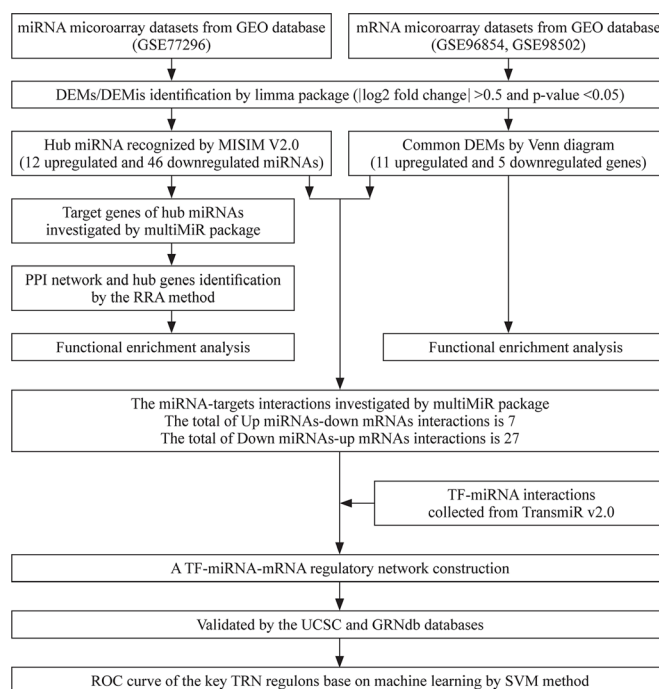 miRNA micoroarray datasets from GEO database
(GSE77296)
mRNA micoroarray datasets from GEO database
(GSE96854, GSE98502)
DEMs/DEMis identification by limma package (|log2 fold change| >0.5 and p-value <0.05)
Hub miRNA recognized by MISIM V2.0
(12 upregulated and 46 downregulated miRNAs)
Common DEMs by Venn diagram
(11 upregulated and 5 downregulated genes)
Target genes of hub miRNAs
investigated by multiMiR package
PPI network and hub genes identification
by the RRA method
Functional enrichment analysis
Functional enrichment analysis
The miRNA-targets interactions investigated by multiMiR package
The total of Up miRNAs-down mRNAs interactions is 7
The total of Down miRNAs-up mRNAs interactions is 27
TF-miRNA interactions
collected from TransmiR v2.0
A TF-miRNA-mRNA regulatory network construction
Validated by the UCSC and GRNdb databases
ROC curve of the key TRN regulons base on machine learning by SVM method